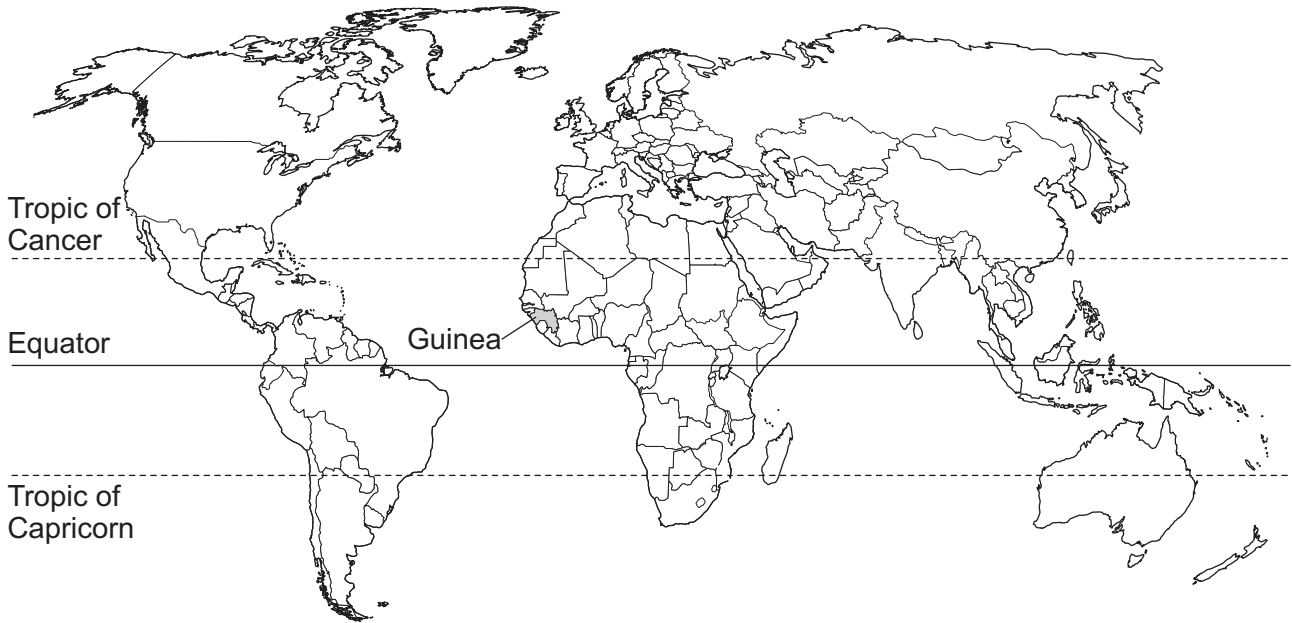 Tropic of
Cancer
Guinea
Equator
Tropic of
Capricorn